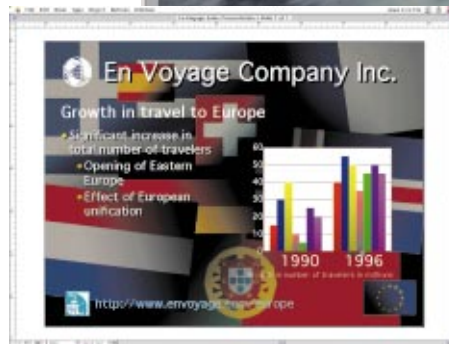 En Voyage Company Inc.
Growth in travel to Europe
Significant increase in
total number of travelers
Opening of Eastern
Europe
Effect of European
unification
60
50
40
30
20
10
0
1990 1996
number of travelers in millions
http://www.envoyage.com/europe